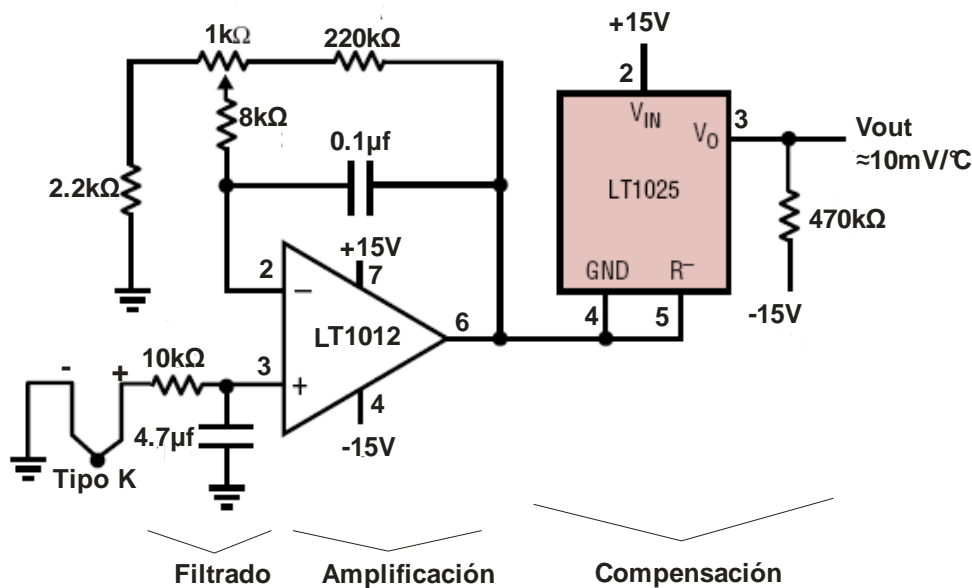 1kΩ
220kΩ
+15V
2
8kΩ
V_IN
3
Vout
0.1µf
V_O
≈10mV/°C
2.2kΩ
LT1025
470kΩ
+15V
GND
R⁻
2
7
-15V
−
4
5
LT1012
6
10kΩ
- +
3
+
4
4.7µf
-15V
Tipo K
Filtrado
Amplificación
Compensación